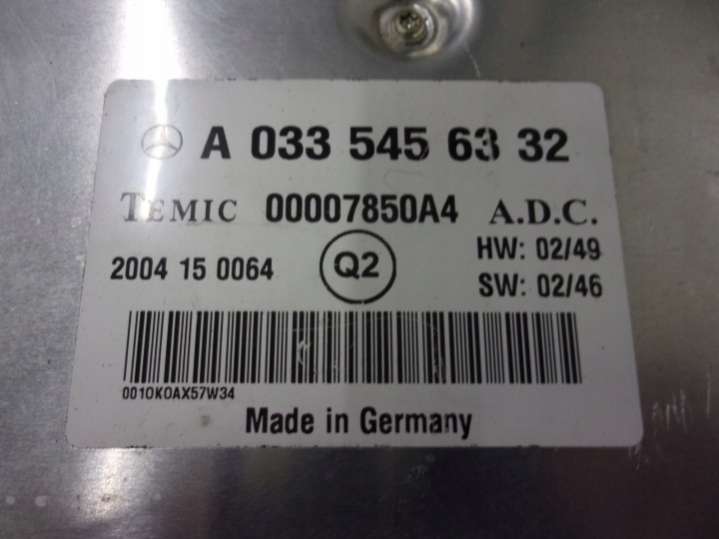 A 033 545 63 32
TEMIC 00007850A4 A.D.C.
2004 15 0064 Q2 HW: 02/49
SW: 02/46
0010K0AX57W34
Made in Germany